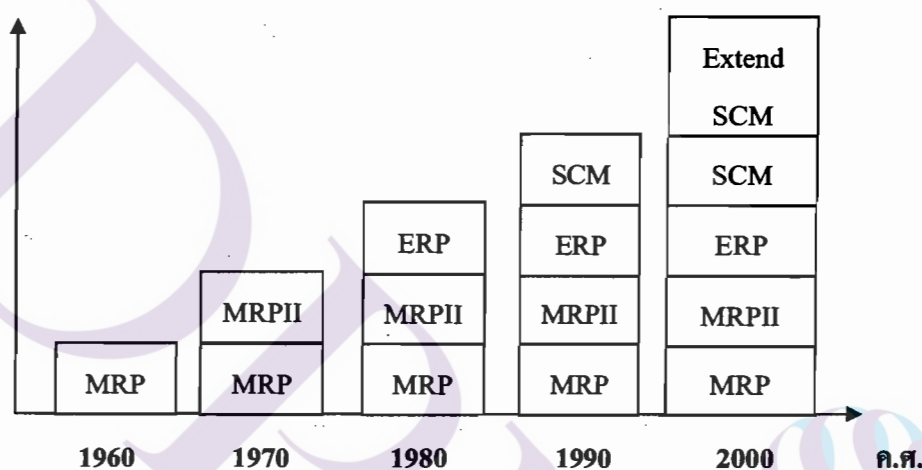 Extend
SCM
SCM SCM
ERP ERP ERP
MRPII MRPII MRPII MRPII
MRP MRP MRP MRP MRP
1960 1970 1980 1990 2000 ค.ศ.